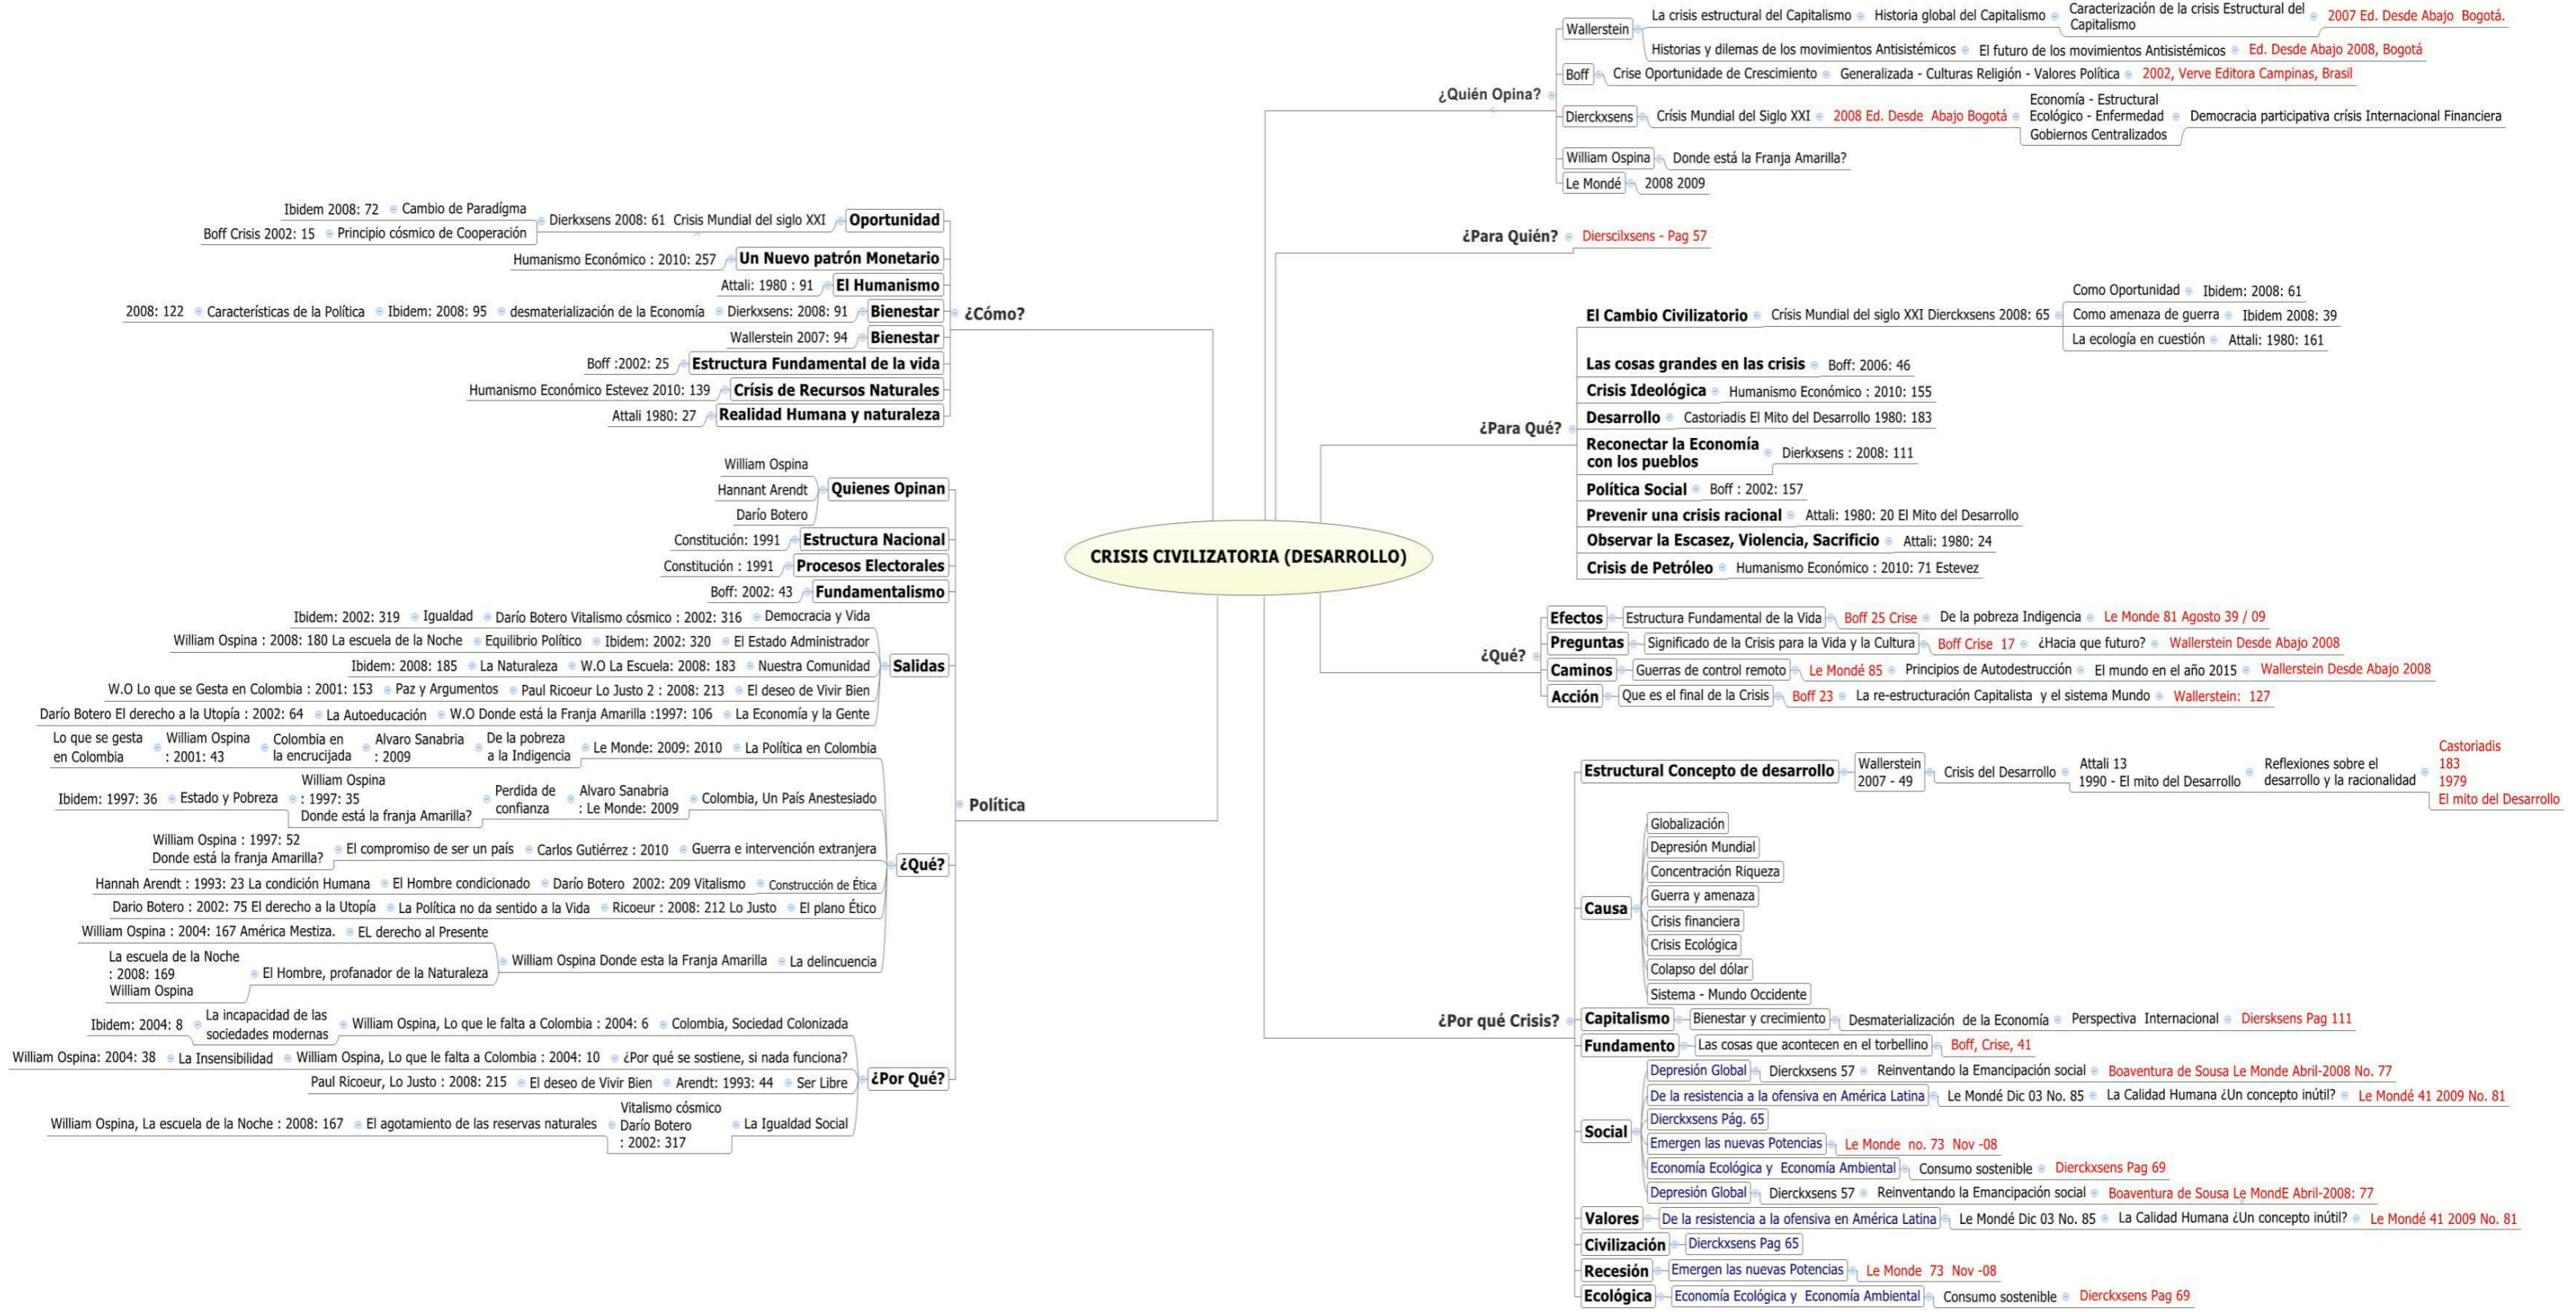 CRISIS CIVILIZATORIA (DESARROLLO)
¿Quién Opina?
Wallerstein
La crisis estructural del Capitalismo
Historia global del Capitalismo
Caracterización de la crisis Estructural del
Capitalismo
2007 Ed. Desde Abajo Bogotá.
Historias y dilemas de los movimientos Antisistémicos
El futuro de los movimientos Antisistémicos
Ed. Desde Abajo 2008, Bogotá
Boff
Crise Oportunidade de Crescimento
Generalizada - Culturas Religión - Valores Política
2002, Verve Editora Campinas, Brasil
Dierckxsens
Crísis Mundial del Siglo XXI
2008 Ed. Desde Abajo Bogotá
Economía - Estructural
Ecológico - Enfermedad
Gobiernos Centralizados
Democracia participativa crísis Internacional Financiera
William Ospina
Donde está la Franja Amarilla?
Le Mondé
2008 2009
¿Para Quién?
Dierscilxsens - Pag 57
¿Para Qué?
El Cambio Civilizatorio
Crísis Mundial del siglo XXI Dierckxsens 2008: 65
Como Oportunidad
Ibidem: 2008: 61
Como amenaza de guerra
Ibidem 2008: 39
La ecología en cuestión
Attali: 1980: 161
Las cosas grandes en las crisis
Boff: 2006: 46
Crisis Ideológica
Humanismo Económico : 2010: 155
Desarrollo
Castoriadis El Mito del Desarrollo 1980: 183
Reconectar la Economía
con los pueblos
Dierkxsens : 2008: 111
Política Social
Boff : 2002: 157
Prevenir una crisis racional
Attali: 1980: 20 El Mito del Desarrollo
Observar la Escasez, Violencia, Sacrificio
Attali: 1980: 24
Crisis de Petróleo
Humanismo Económico : 2010: 71 Estevez
¿Qué?
Efectos
Estructura Fundamental de la Vida
Boff 25 Crise
De la pobreza Indigencia
Le Monde 81 Agosto 39 / 09
Preguntas
Significado de la Crisis para la Vida y la Cultura
Boff Crise 17
¿Hacia que futuro?
Wallerstein Desde Abajo 2008
Caminos
Guerras de control remoto
Le Mondé 85
Principios de Autodestrucción
El mundo en el año 2015
Wallerstein Desde Abajo 2008
Acción
Que es el final de la Crisis
Boff 23
La re-estructuración Capitalista y el sistema Mundo
Wallerstein: 127
¿Por qué Crisis?
Estructural Concepto de desarrollo
Wallerstein
2007 - 49
Crisis del Desarrollo
Attali 13
1990 - El mito del Desarrollo
Reflexiones sobre el
desarrollo y la racionalidad
Castoriadis
183
1979
El mito del Desarrollo
Causa
Globalización
Depresión Mundial
Concentración Riqueza
Guerra y amenaza
Crisis financiera
Crisis Ecológica
Colapso del dólar
Sistema - Mundo Occidente
Capitalismo
Bienestar y crecimiento
Desmaterialización de la Economía
Perspectiva Internacional
Diersksens Pag 111
Fundamento
Las cosas que acontecen en el torbellino
Boff, Crise, 41
Social
Depresión Global
Dierckxsens 57
Reinventando la Emancipación social
Boaventura de Sousa Le Monde Abril-2008 No. 77
De la resistencia a la ofensiva en América Latina
Le Mondé Dic 03 No. 85
La Calidad Humana ¿Un concepto inútil?
Le Mondé 41 2009 No. 81
Dierckxsens Pág. 65
Emergen las nuevas Potencias
Le Monde no. 73 Nov -08
Economía Ecológica y Economía Ambiental
Consumo sostenible
Dierckxsens Pag 69
Depresión Global
Dierckxsens 57
Reinventando la Emancipación social
Boaventura de Sousa Le MondE Abril-2008: 77
Valores
De la resistencia a la ofensiva en América Latina
Le Mondé Dic 03 No. 85
La Calidad Humana ¿Un concepto inútil?
Le Mondé 41 2009 No. 81
Civilización
Dierckxsens Pag 65
Recesión
Emergen las nuevas Potencias
Le Monde 73 Nov -08
Ecológica
Economía Ecológica y Economía Ambiental
Consumo sostenible
Dierckxsens Pag 69
¿Cómo?
Oportunidad
Dierkxsens 2008: 61 Crisis Mundial del siglo XXI
Cambio de Paradígma
Ibidem 2008: 72
Principio cósmico de Cooperación
Boff Crisis 2002: 15
Un Nuevo patrón Monetario
Humanismo Económico : 2010: 257
El Humanismo
Attali: 1980 : 91
Bienestar
Dierkxsens: 2008: 91
desmaterialización de la Economía
Ibidem: 2008: 95
Características de la Política
2008: 122
Bienestar
Wallerstein 2007: 94
Estructura Fundamental de la vida
Boff :2002: 25
Crísis de Recursos Naturales
Humanismo Económico Estevez 2010: 139
Realidad Humana y naturaleza
Attali 1980: 27
Política
Quienes Opinan
William Ospina
Hannant Arendt
Darío Botero
Estructura Nacional
Constitución: 1991
Procesos Electorales
Constitución : 1991
Fundamentalismo
Boff: 2002: 43
Salidas
Democracia y Vida
Darío Botero Vitalismo cósmico : 2002: 316
Igualdad
Ibidem: 2002: 319
El Estado Administrador
Ibidem: 2002: 320
Equilibrio Político
William Ospina : 2008: 180 La escuela de la Noche
Nuestra Comunidad
W.O La Escuela: 2008: 183
La Naturaleza
Ibidem: 2008: 185
El deseo de Vivir Bien
Paul Ricoeur Lo Justo 2 : 2008: 213
Paz y Argumentos
W.O Lo que se Gesta en Colombia : 2001: 153
La Economía y la Gente
W.O Donde está la Franja Amarilla :1997: 106
La Autoeducación
Darío Botero El derecho a la Utopía : 2002: 64
¿Qué?
La Política en Colombia
Le Monde: 2009: 2010
De la pobreza
a la Indigencia
Alvaro Sanabria
: 2009
Colombia en
la encrucijada
William Ospina
: 2001: 43
Lo que se gesta
en Colombia
Colombia, Un País Anestesiado
Alvaro Sanabria
: Le Monde: 2009
Perdida de
confianza
William Ospina
: 1997: 35
Donde está la franja Amarilla?
Estado y Pobreza
Ibidem: 1997: 36
Guerra e intervención extranjera
Carlos Gutiérrez : 2010
El compromiso de ser un país
William Ospina : 1997: 52
Donde está la franja Amarilla?
Construcción de Ética
Darío Botero 2002: 209 Vitalismo
El Hombre condicionado
Hannah Arendt : 1993: 23 La condición Humana
El plano Ético
Ricoeur : 2008: 212 Lo Justo
La Política no da sentido a la Vida
Dario Botero : 2002: 75 El derecho a la Utopía
La delincuencia
William Ospina Donde esta la Franja Amarilla
EL derecho al Presente
William Ospina : 2004: 167 América Mestiza.
El Hombre, profanador de la Naturaleza
La escuela de la Noche
: 2008: 169
William Ospina
¿Por Qué?
Colombia, Sociedad Colonizada
William Ospina, Lo que le falta a Colombia : 2004: 6
La incapacidad de las
sociedades modernas
Ibidem: 2004: 8
¿Por qué se sostiene, si nada funciona?
William Ospina, Lo que le falta a Colombia : 2004: 10
La Insensibilidad
William Ospina: 2004: 38
Ser Libre
Arendt: 1993: 44
El deseo de Vivir Bien
Paul Ricoeur, Lo Justo : 2008: 215
La Igualdad Social
Vitalismo cósmico
Darío Botero
: 2002: 317
El agotamiento de las reservas naturales
William Ospina, La escuela de la Noche : 2008: 167